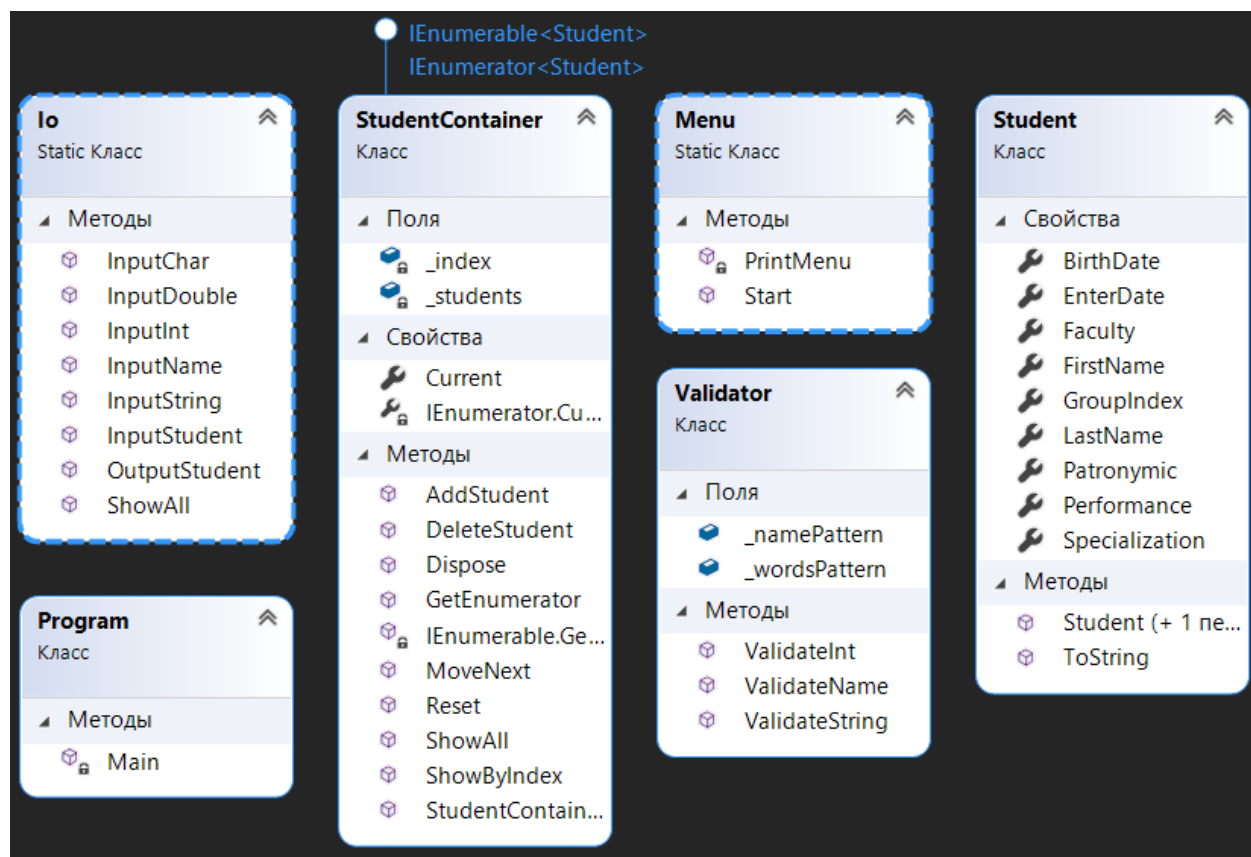 IEnumerable<Student>
IEnumerator<Student>
Io
Static Класс
Методы
InputChar
InputDouble
InputInt
InputName
InputString
InputStudent
OutputStudent
ShowAll
Program
Класс
Методы
Main
StudentContainer
Класс
Поля
_index
_students
Свойства
Current
IEnumerator.Cu...
Методы
AddStudent
DeleteStudent
Dispose
GetEnumerator
IEnumerable.Ge...
MoveNext
Reset
ShowAll
ShowByIndex
StudentContain...
Menu
Static Класс
Методы
PrintMenu
Start
Validator
Класс
Поля
_namePattern
_wordsPattern
Методы
ValidateInt
ValidateName
ValidateString
Student
Класс
Свойства
BirthDate
EnterDate
Faculty
FirstName
GroupIndex
LastName
Patronymic
Performance
Specialization
Методы
Student (+ 1 пе...
ToString